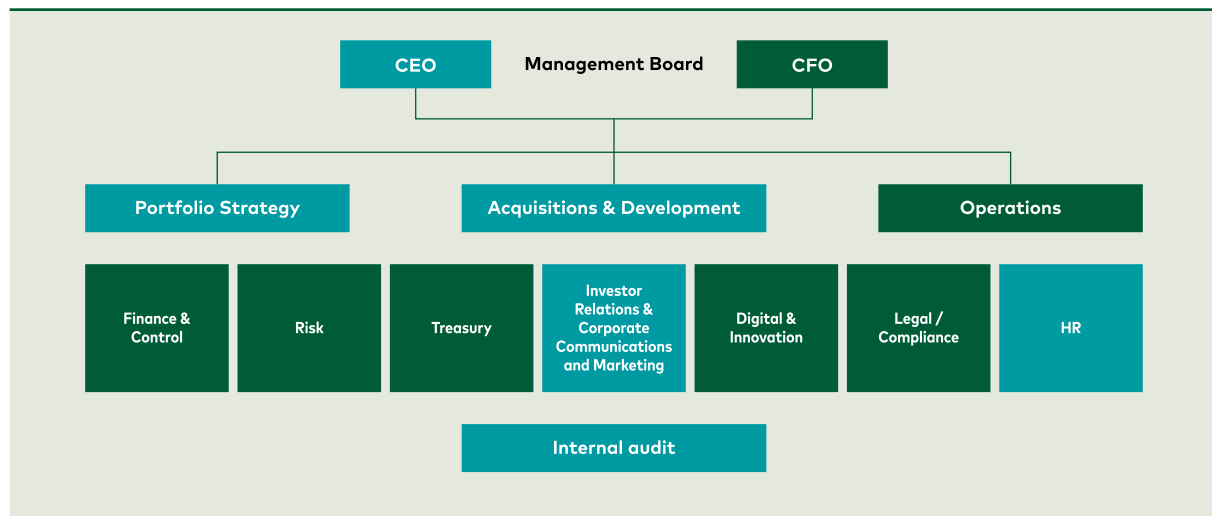 CEO
Management Board
CFO
Portfolio Strategy
Acquisitions & Development
Operations
Finance &
Control
Risk
Treasury
Investor
Relations &
Corporate
Communications
and Marketing
Digital &
Innovation
Legal /
Compliance
HR
Internal audit